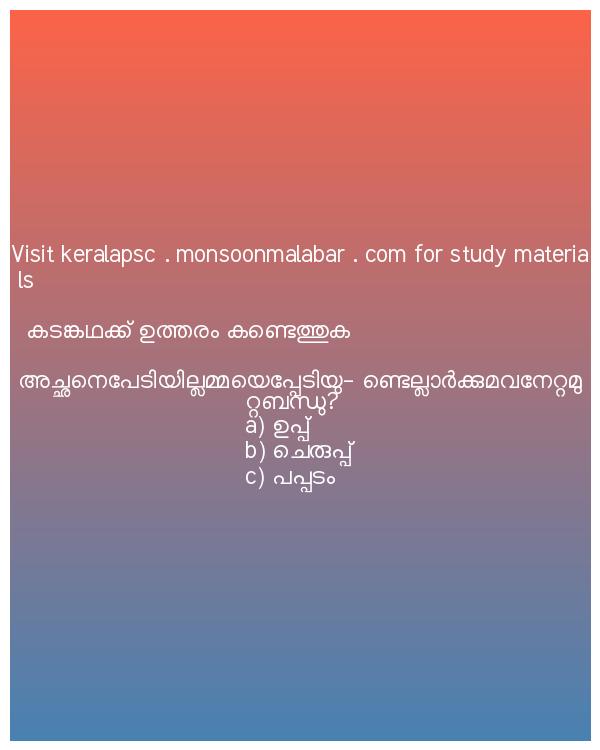 Visit keralapsc . monsoonmalabar . com for study materia
ls
കടങ്കഥക്ക് ഉത്തരം കണ്ടെത്തുക
അച്ഛനെപേടിയില്ലമ്മയെപ്പേടിയു- ണ്ടെല്ലാർക്കുമവനേറ്റമു
റ്റബന്ധു?
a) ഉപ്പ്
b) ചെരുപ്പ്
c) പപ്പടം